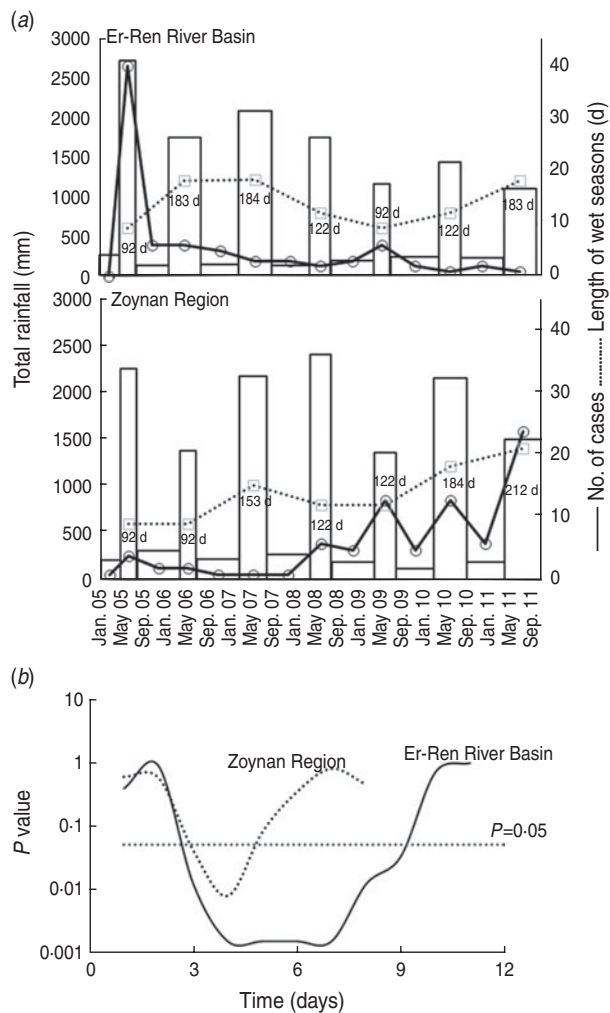 (a)
Er-Ren River Basin
3000
2500
2000
1500
1000
500
0
40
30
20
10
0
92 d
183 d
184 d
122 d
92 d
122 d
183 d
Zoynan Region
3000
2500
2000
1500
1000
500
0
40
30
20
10
0
92 d
92 d
153 d
122 d
122 d
184 d
212 d
Total rainfall (mm)
No. of cases Length of wet seasons (d)
Jan. 05
May 05
Sep. 05
Jan. 06
May 06
Sep. 06
Jan. 07
May 07
Sep. 07
Jan. 08
May 08
Sep. 08
Jan. 09
May 09
Sep. 09
Jan. 10
May 10
Sep. 10
Jan. 11
May 11
Sep. 11
(b)
10
1
0·1
0·01
0·001
P value
Zoynan Region
Er-Ren River Basin
P=0·05
0
3
6
9
12
Time (days)